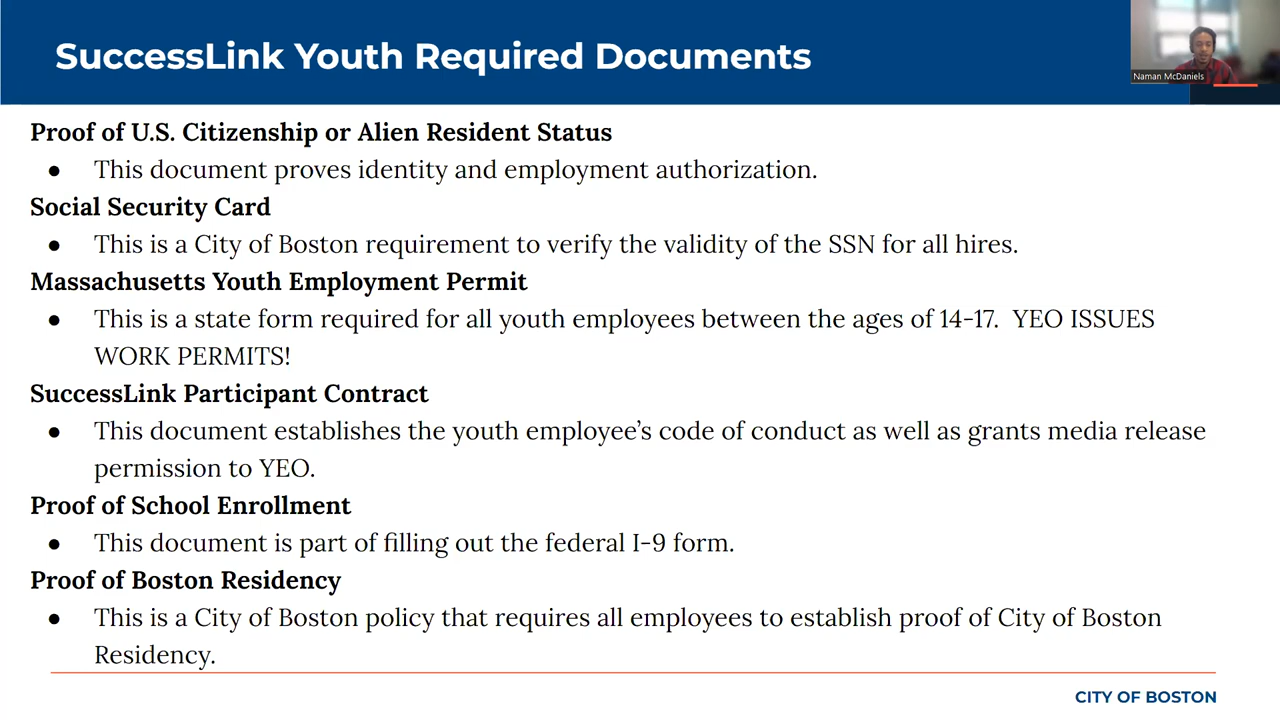 SuccessLink Youth Required Documents
Naman McDaniels
Proof of U.S. Citizenship or Alien Resident Status
● This document proves identity and employment authorization.
Social Security Card
● This is a City of Boston requirement to verify the validity of the SSN for all hires.
Massachusetts Youth Employment Permit
● This is a state form required for all youth employees between the ages of 14-17. YEO ISSUES
WORK PERMITS!
SuccessLink Participant Contract
● This document establishes the youth employee’s code of conduct as well as grants media release
permission to YEO.
Proof of School Enrollment
● This document is part of filling out the federal I-9 form.
Proof of Boston Residency
● This is a City of Boston policy that requires all employees to establish proof of City of Boston
Residency.
CITY OF BOSTON